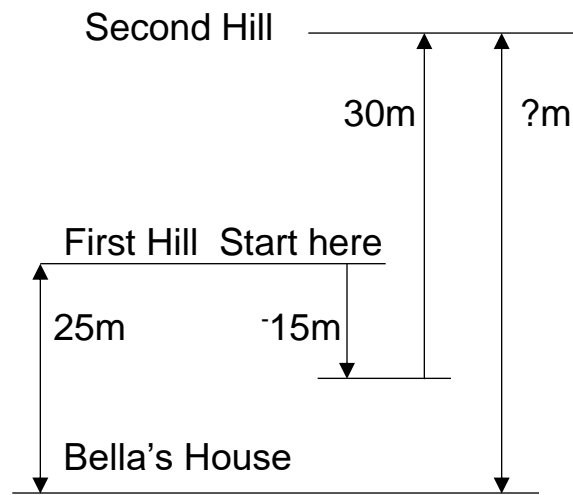 Second Hill
30m ?m
First Hill Start here
25m ⁻15m
Bella’s House